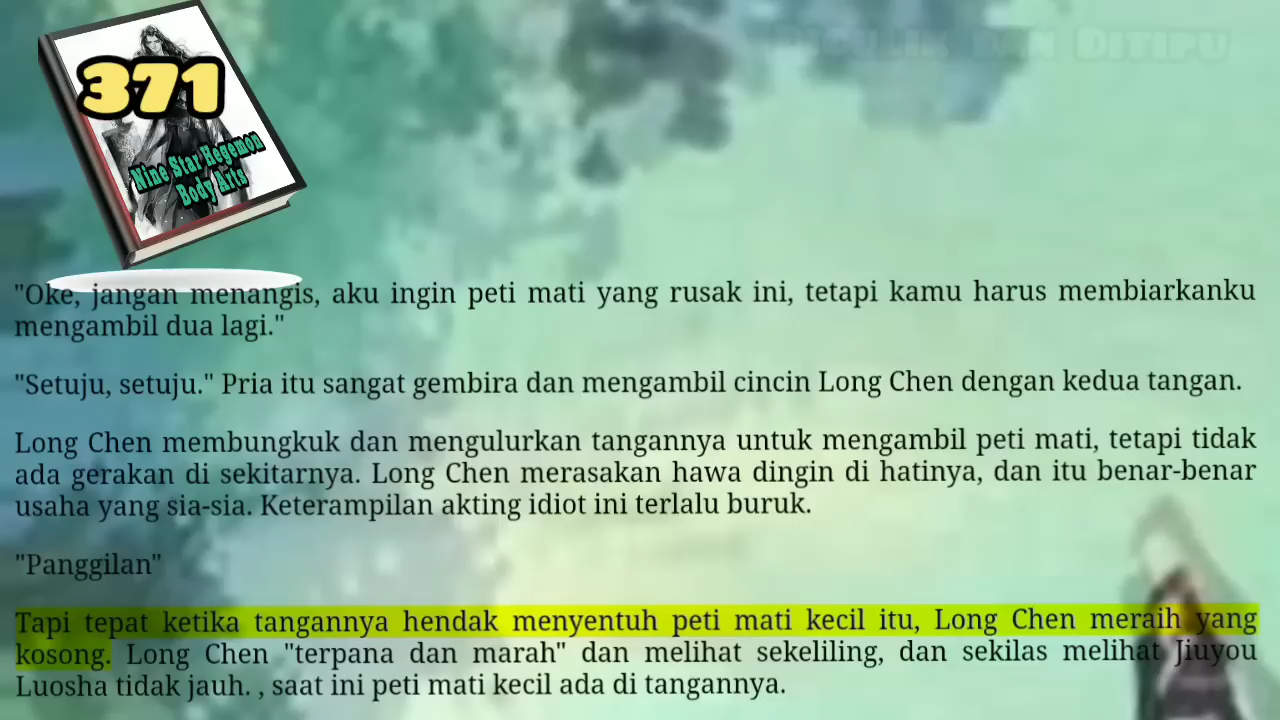 371
Nine Star Hegemon
Body Arts
"Oke, jangan menangis, aku ingin peti mati yang rusak ini, tetapi kamu harus membiarkanku
mengambil dua lagi."
"Setuju, setuju." Pria itu sangat gembira dan mengambil cincin Long Chen dengan kedua tangan.
Long Chen membungkuk dan mengulurkan tangannya untuk mengambil peti mati, tetapi tidak
ada gerakan di sekitarnya. Long Chen merasakan hawa dingin di hatinya, dan itu benar-benar
usaha yang sia-sia. Keterampilan akting idiot ini terlalu buruk.
"Panggilan"
Tapi tepat ketika tangannya hendak menyentuh peti mati kecil itu, Long Chen meraih yang
kosong. Long Chen "terpana dan marah" dan melihat sekeliling, dan sekilas melihat Jiuyou
Luosha tidak jauh. , saat ini peti mati kecil ada di tangannya.